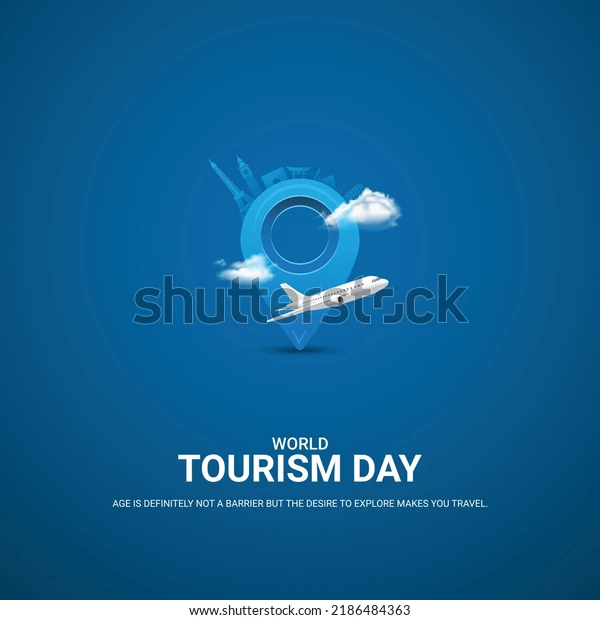 shutterstock
WORLD
TOURISM DAY
AGE IS DEFINITELY NOT A BARRIER BUT THE DESIRE TO EXPLORE MAKES YOU TRAVEL.
shutterstock.com · 2186484363